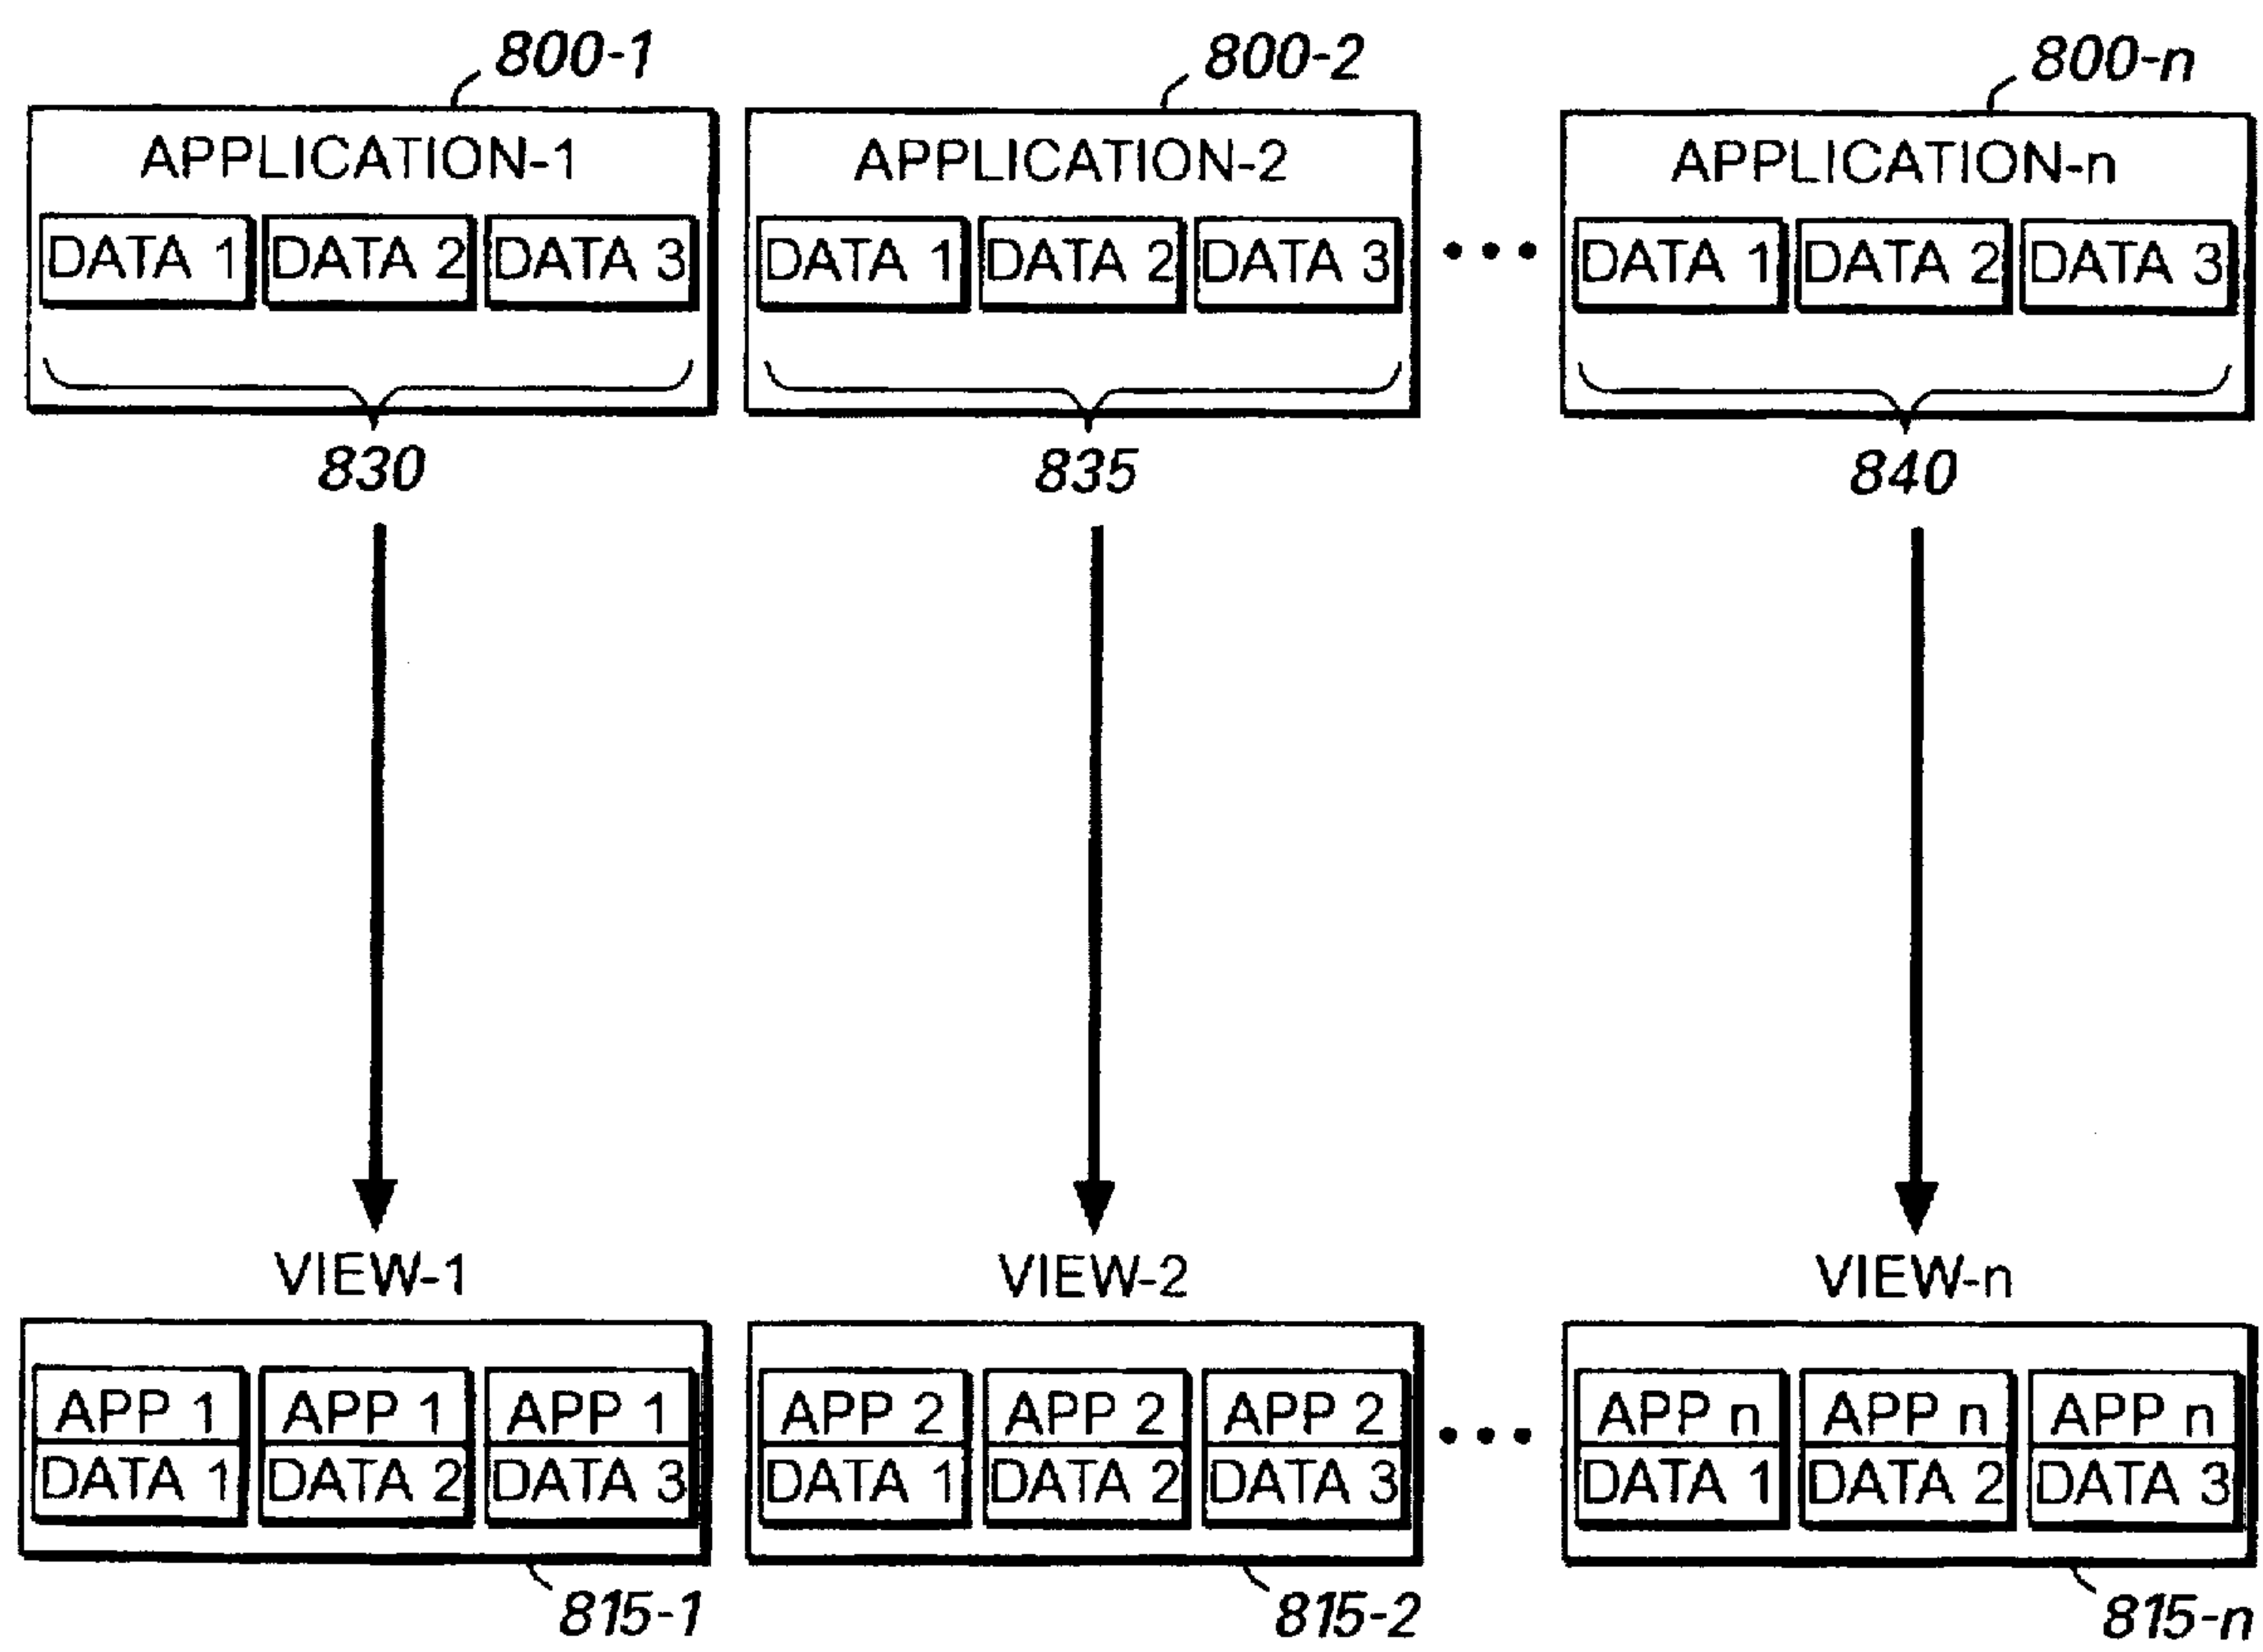 800-1 800-2 800-n
APPLICATION-1 APPLICATION-2 APPLICATION-n
DATA 1 DATA 2 DATA 3 DATA 1 DATA 2 DATA 3 ••• DATA 1 DATA 2 DATA 3
830 835 840
VIEW-1 VIEW-2 VIEW-n
APP 1 APP 1 APP 1 APP 2 APP 2 APP 2 ••• APP n APP n APP n
DATA 1 DATA 2 DATA 3 DATA 1 DATA 2 DATA 3 DATA 1 DATA 2 DATA 3
815-1 815-2 815-n